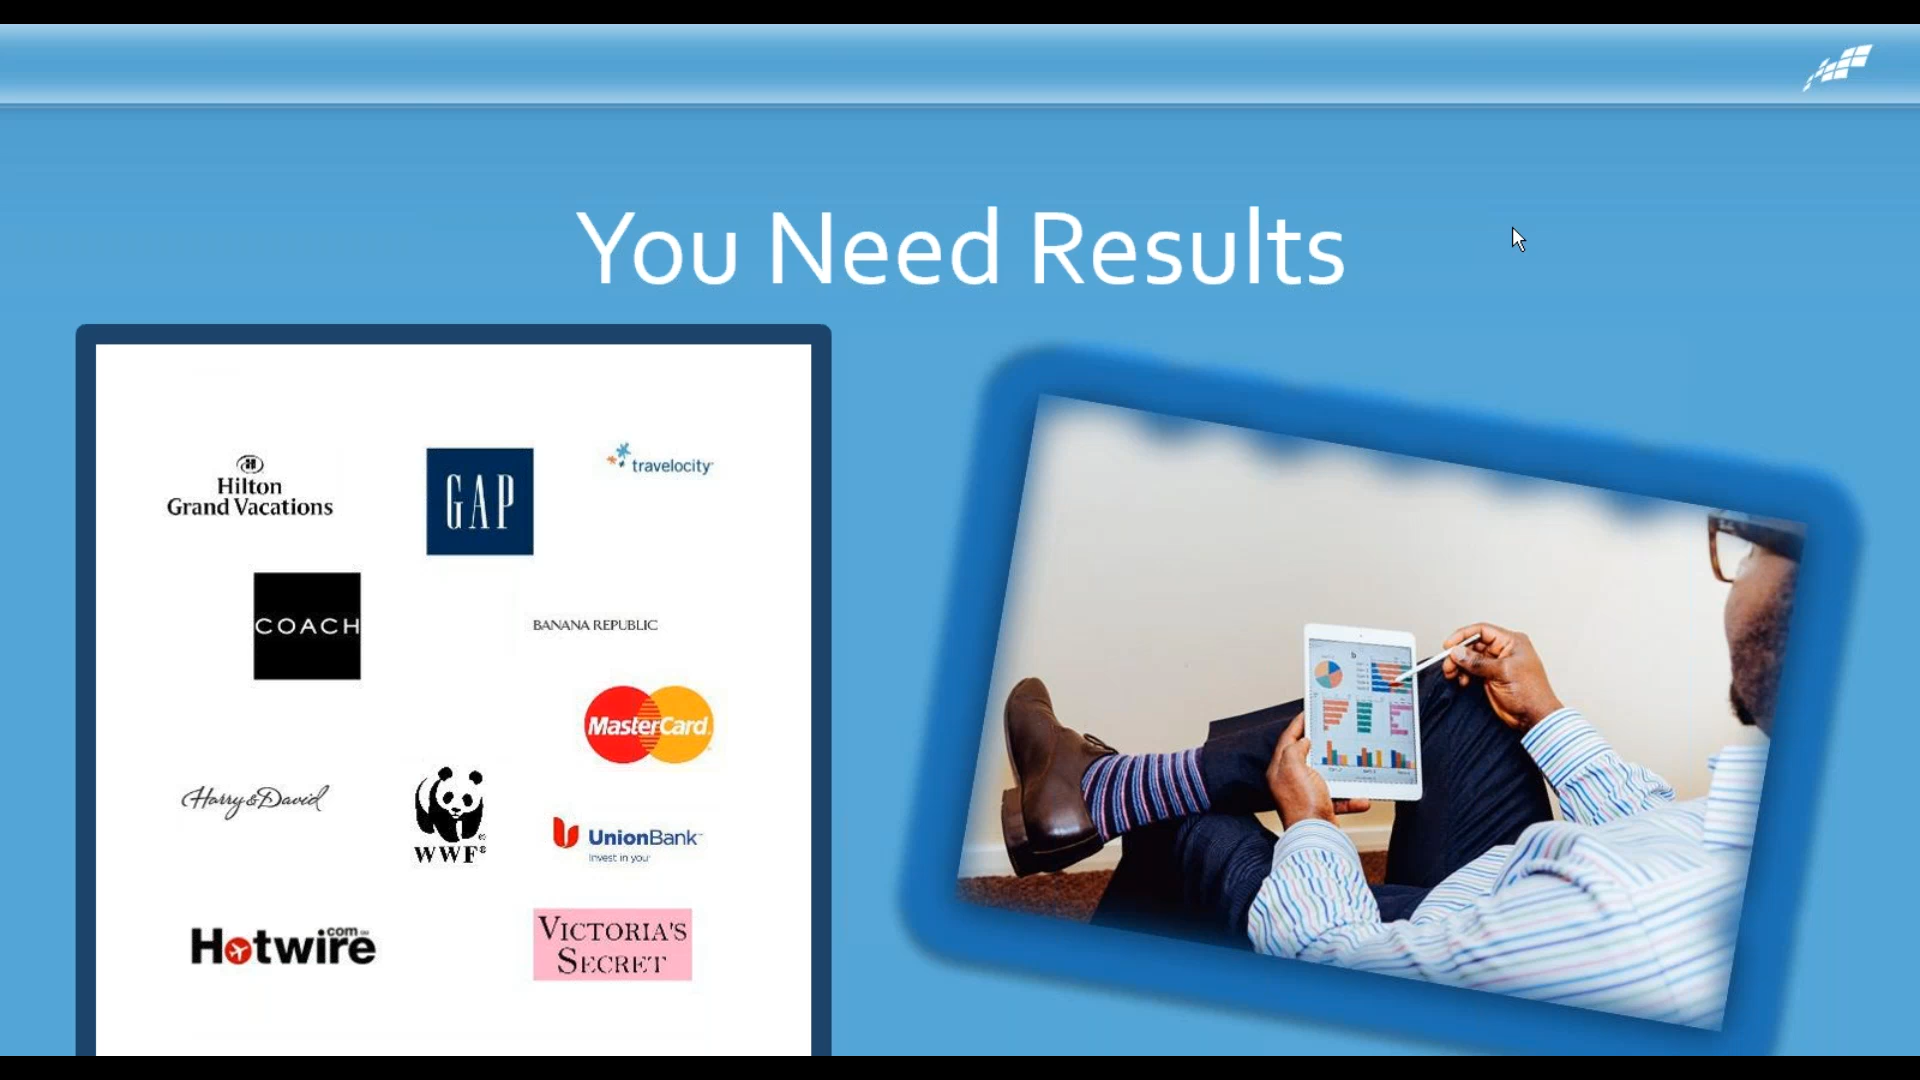 You Need Results
Hilton
Grand Vacations
GAP
travelocity
COACH
BANANA REPUBLIC
MasterCard
Harry & David
WWF®
UnionBank
Invest in you
Hotwire
.com
VICTORIA'S
SECRET